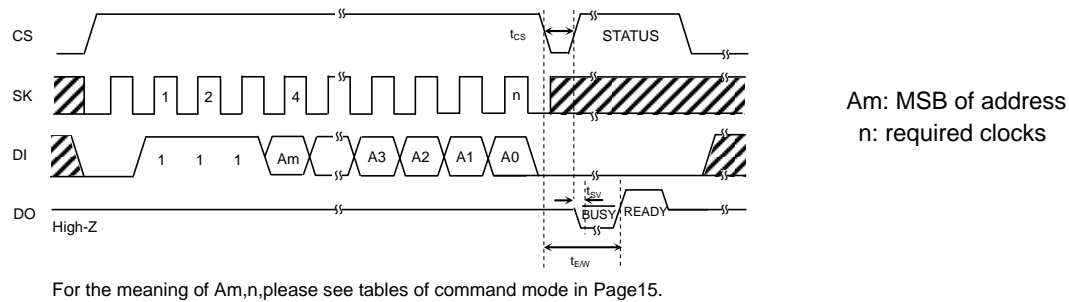 CS
tCS
STATUS
SK
1
2
4
n
DI
1
1
1
Am
A3
A2
A1
A0
tSV
DO
High-Z
BUSY
READY
tE/W
Am: MSB of address
n: required clocks
For the meaning of Am,n,please see tables of command mode in Page15.